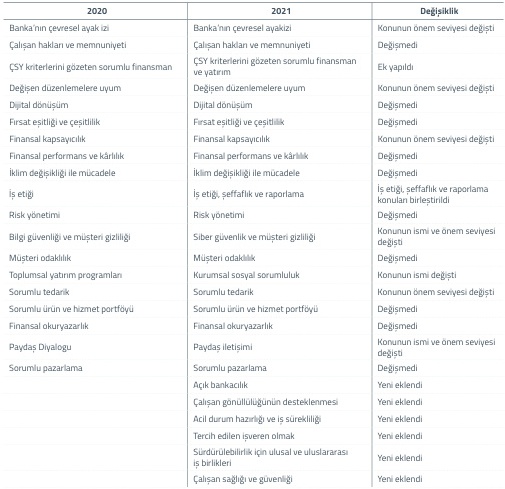 2020 2021 Değişiklik
Banka'nın çevresel ayak izi Banka'nın çevresel ayakizi Konunun önem seviyesi değişti
Çalışan hakları ve memnuniyeti Çalışan hakları ve memnuniyeti Değişmedi
ÇSY kriterlerini gözeten sorumlu finansman ÇSY kriterlerini gözeten sorumlu finansman
ve yatırım Ek yapıldı
Değişen düzenlemelere uyum Değişen düzenlemelere uyum Konunun önem seviyesi değişti
Dijital dönüşüm Dijital dönüşüm Değişmedi
Fırsat eşitliği ve çeşitlilik Fırsat eşitliği ve çeşitlilik Değişmedi
Finansal kapsayıcılık Finansal kapsayıcılık Konunun önem seviyesi değişti
Finansal performans ve kârlılık Finansal performans ve kârlılık Değişmedi
İklim değişikliği ile mücadele İklim değişikliği ile mücadele Değişmedi
İş etiği İş etiği, şeffaflık ve raporlama İş etiği, şeffaflık ve raporlama
konuları birleştirildi
Risk yönetimi Risk yönetimi Değişmedi
Bilgi güvenliği ve müşteri gizliliği Siber güvenlik ve müşteri gizliliği Konunun ismi ve önem seviyesi
değişti
Müşteri odaklılık Müşteri odaklılık Değişmedi
Toplumsal yatırım programları Kurumsal sosyal sorumluluk Konunun ismi değişti
Sorumlu tedarik Sorumlu tedarik Konunun önem seviyesi değişti
Sorumlu ürün ve hizmet portföyü Sorumlu ürün ve hizmet portföyü Değişmedi
Finansal okuryazarlık Finansal okuryazarlık Değişmedi
Paydaş Diyalogu Paydaş iletişimi Konunun ismi ve önem seviyesi
değişti
Sorumlu pazarlama Sorumlu pazarlama Değişmedi
Açık bankacılık Yeni eklendi
Çalışan gönüllülüğünün desteklenmesi Yeni eklendi
Acil durum hazırlığı ve iş sürekliliği Yeni eklendi
Tercih edilen işveren olmak Yeni eklendi
Sürdürülebilirlik için ulusal ve uluslararası
iş birlikleri Yeni eklendi
Çalışan sağlığı ve güvenliği Yeni eklendi